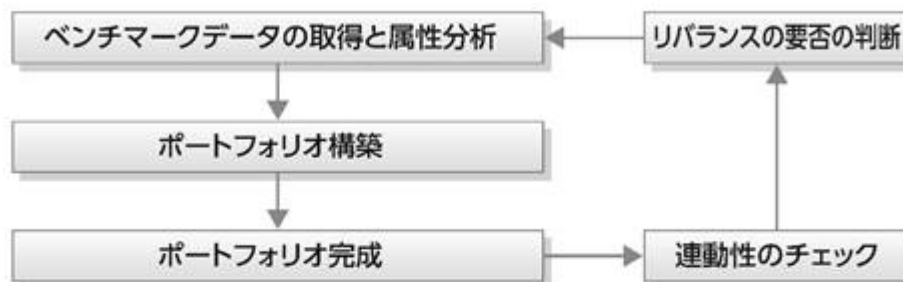 ベンチマークデータの取得と属性分析
リバランスの要否の判断
ポートフォリオ構築
ポートフォリオ完成
連動性のチェック